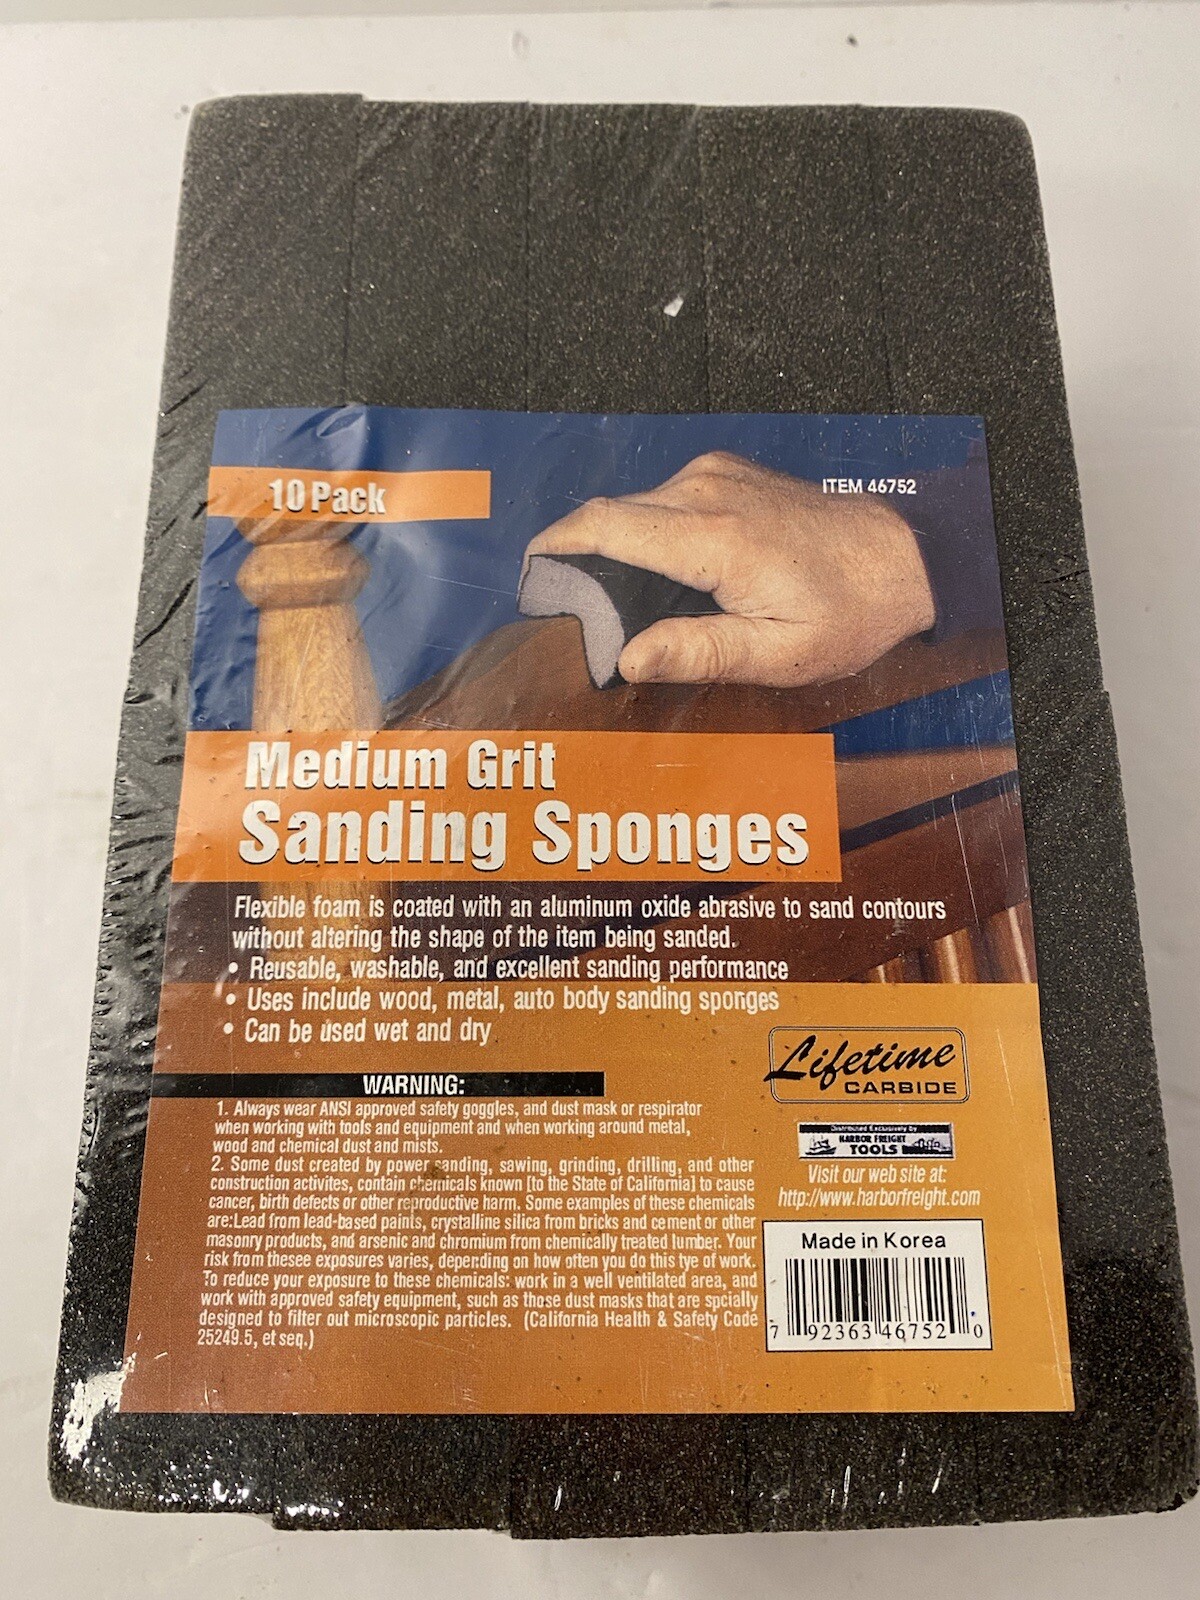 10 Pack
ITEM 46752
Medium Grit
Sanding Sponges
Flexible foam is coated with an aluminum oxide abrasive to sand contours
without altering the shape of the item being sanded.
• Reusable, washable, and excellent sanding performance
• Uses include wood, metal, auto body sanding sponges
• Can be used wet and dry
WARNING:
1. Always wear ANSI approved safety goggles, and dust mask or respirator
when working with tools and equipment and when working around metal,
wood and chemical dust and mists.
2. Some dust created by power sanding, sawing, grinding, drilling, and other
construction activites, contain chemicals known [to the State of California] to cause
cancer, birth defects or other reproductive harm. Some examples of these chemicals
are:Lead from lead-based paints, crystalline silica from bricks and cement or other
masonry products, and arsenic and chromium from chemically treated lumber. Your
risk from thesee exposures varies, depending on how often you do this tye of work.
To reduce your exposure to these chemicals: work in a well ventilated area, and
work with approved safety equipment, such as those dust masks that are spcially
designed to filter out microscopic particles. (California Health & Safety Code
25249.5, et seq.)
Lifetime
CARBIDE
Distributed Exclusively by
HARBOR FREIGHT
TOOLS
Visit our web site at:
http://www.harborfreight.com
Made in Korea
7 92363 46752 0